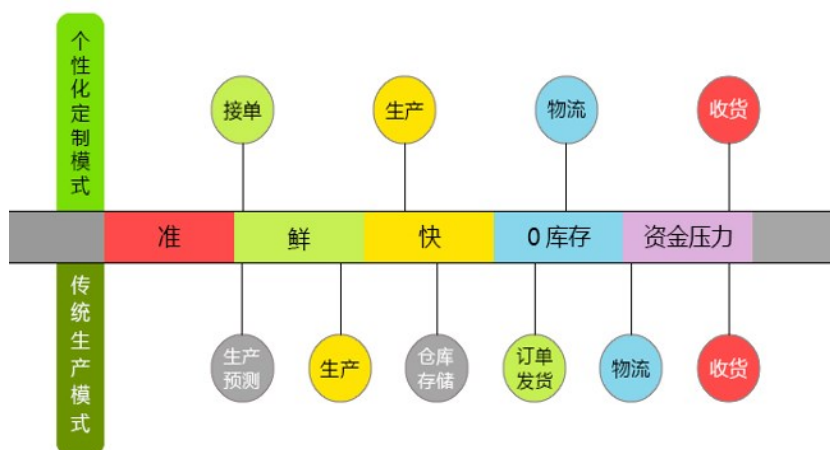 个性化定制模式
接单
生产
物流
收货
准
鲜
快
0 库存
资金压力
传统生产模式
生产
预测
生产
仓库
存储
订单
发货
物流
收货